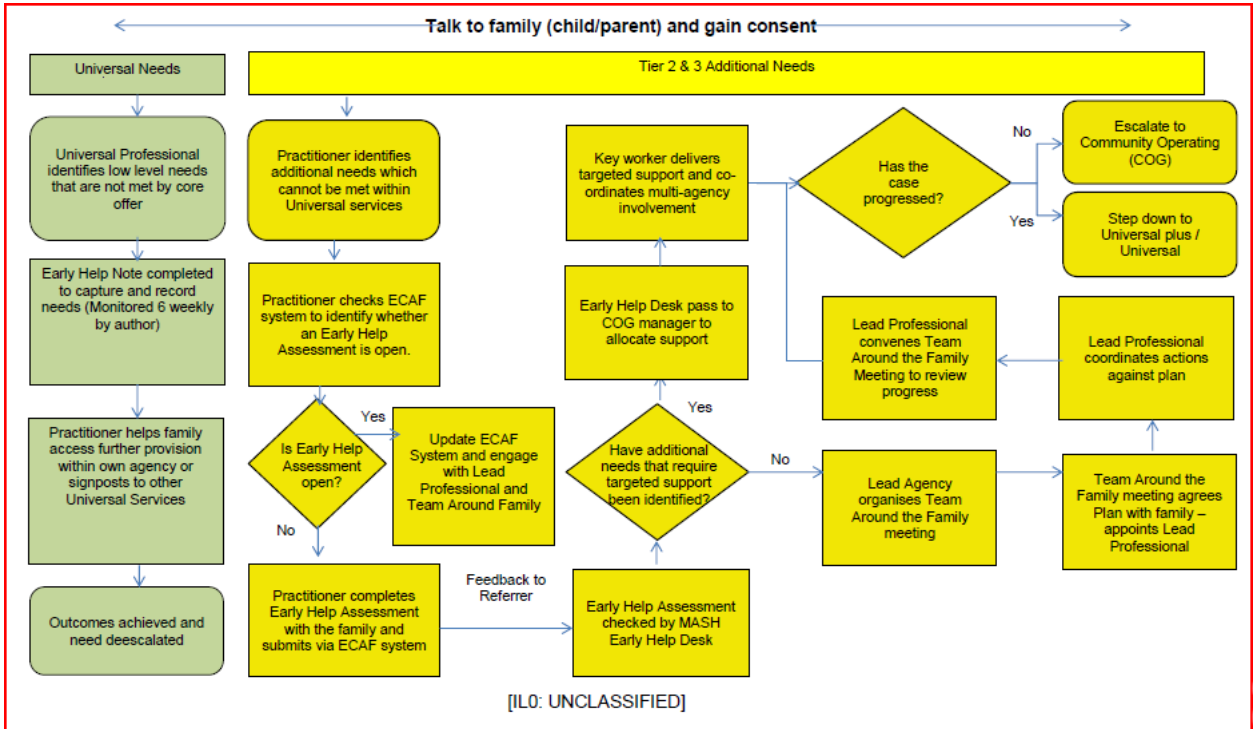 Talk to family (child/parent) and gain consent
Universal Needs
Tier 2 & 3 Additional Needs
Universal Professional
identifies low level needs
that are not met by core
offer
Early Help Note completed
to capture and record
needs (Monitored 6 weekly
by author)
Practitioner helps family
access further provision
within own agency or
signposts to other
Universal Services
Outcomes achieved and
need deescalated
Practitioner identifies
additional needs which
cannot be met within
Universal services
Practitioner checks ECAF
system to identify whether
an Early Help
Assessment is open.
Is Early Help
Assessment
open?
Yes
Update ECAF
System and engage
with Lead
Professional and
Team Around Family
No
Practitioner completes
Early Help Assessment
with the family and
submits via ECAF system
Feedback to
Referrer
Early Help Assessment
checked by MASH
Early Help Desk
Have additional
needs that require
targeted support
been identified?
Yes
Early Help Desk pass to
COG manager to
allocate support
Key worker delivers
targeted support and co-
ordinates multi-agency
involvement
No
Lead Agency
organises Team
Around the Family
meeting
Team Around the
Family meeting agrees
Plan with family –
appoints Lead
Professional
Lead Professional
coordinates actions
against plan
Lead Professional
convenes Team
Around the Family
Meeting to review
progress
Has the
case
progressed?
No
Escalate to
Community Operating
(COG)
Yes
Step down to
Universal plus /
Universal
[IL0: UNCLASSIFIED]